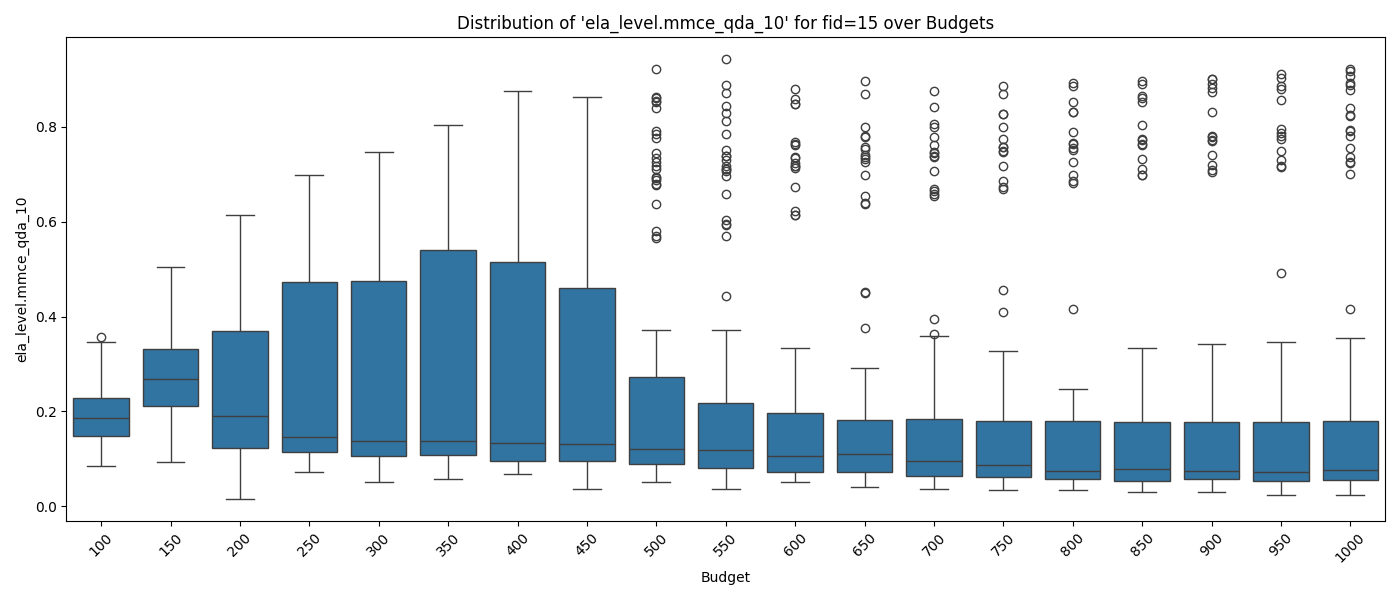 Distribution of 'ela_level.mmce_qda_10' for fid=15 over Budgets
ela_level.mmce_qda_10
0.8
0.6
0.4
0.2
0.0
100 150 200 250 300 350 400 450 500 550 600 650 700 750 800 850 900 950 1000
Budget